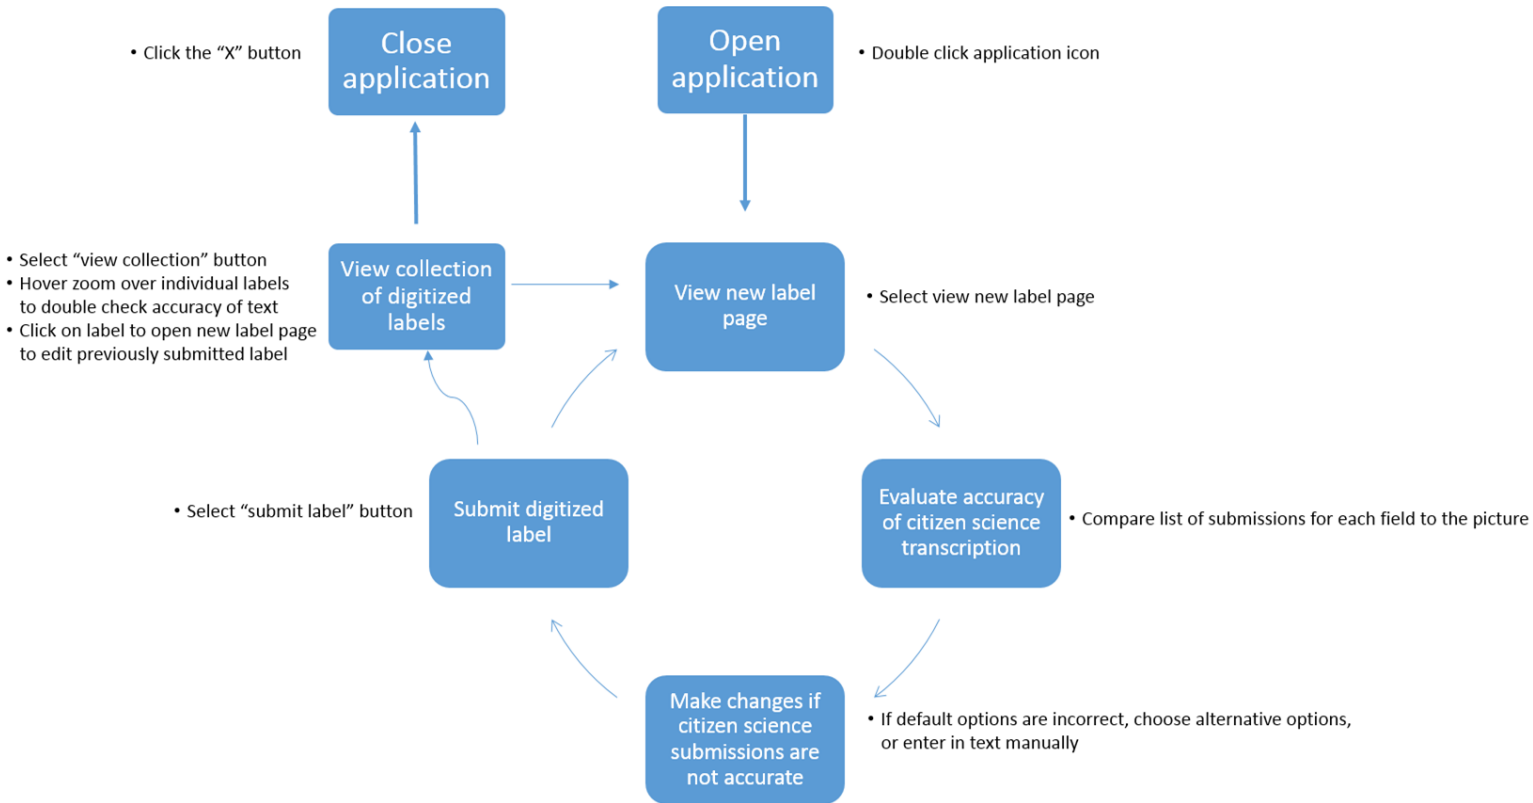 Close
application
• Click the “X” button
Open
application
• Double click application icon
View collection
of digitized
labels
• Select “view collection” button
• Hover zoom over individual labels
to double check accuracy of text
• Click on label to open new label page
to edit previously submitted label
View new label
page
• Select view new label page
Submit digitized
label
• Select “submit label” button
Evaluate accuracy
of citizen science
transcription
• Compare list of submissions for each field to the picture
Make changes if
citizen science
submissions are
not accurate
• If default options are incorrect, choose alternative options,
or enter in text manually